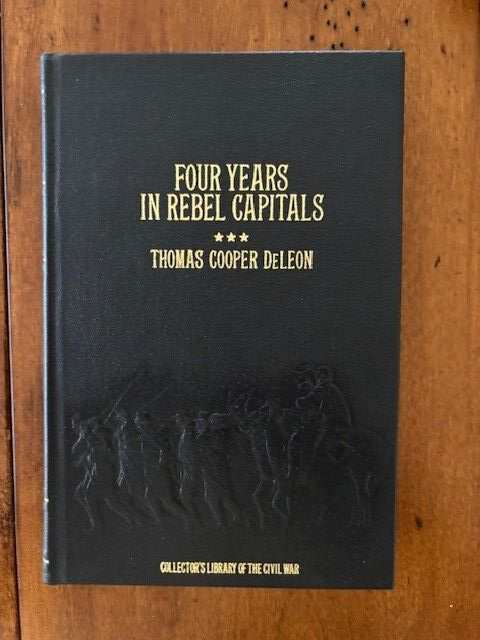 FOUR YEARS
IN REBEL CAPITALS
★★★
THOMAS COOPER DeLEON
COLLECTOR'S LIBRARY OF THE CIVIL WAR